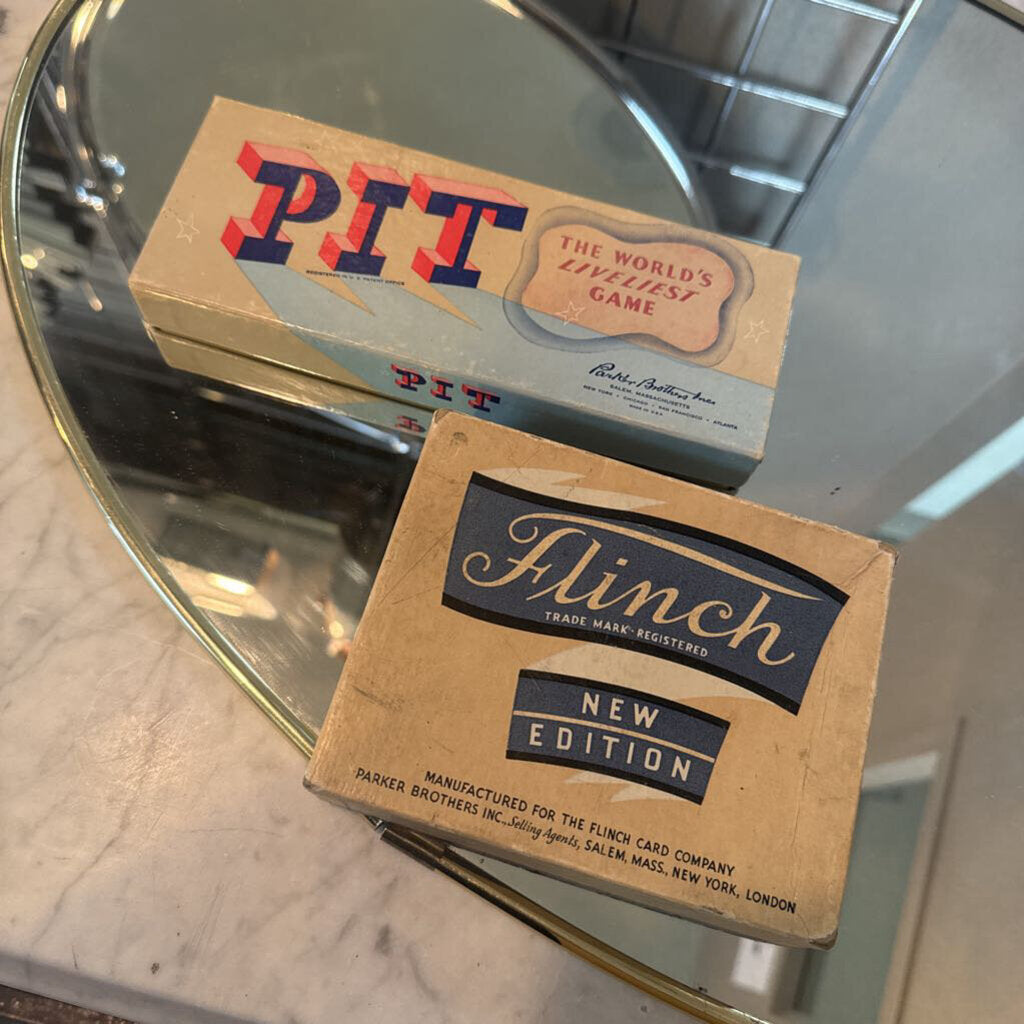 PIT
REGISTERED IN U.S. PATENT OFFICE
THE WORLD'S
LIVELIEST
GAME
Parker Brothers Inc
SALEM, MASSACHUSETTS
NEW YORK • CHICAGO • SAN FRANCISCO • ATLANTA
MADE IN U.S.A.
PIT
Flinch
TRADE MARK-REGISTERED
NEW
EDITION
MANUFACTURED FOR THE FLINCH CARD COMPANY
PARKER BROTHERS INC., Selling Agents, SALEM, MASS., NEW YORK, LONDON